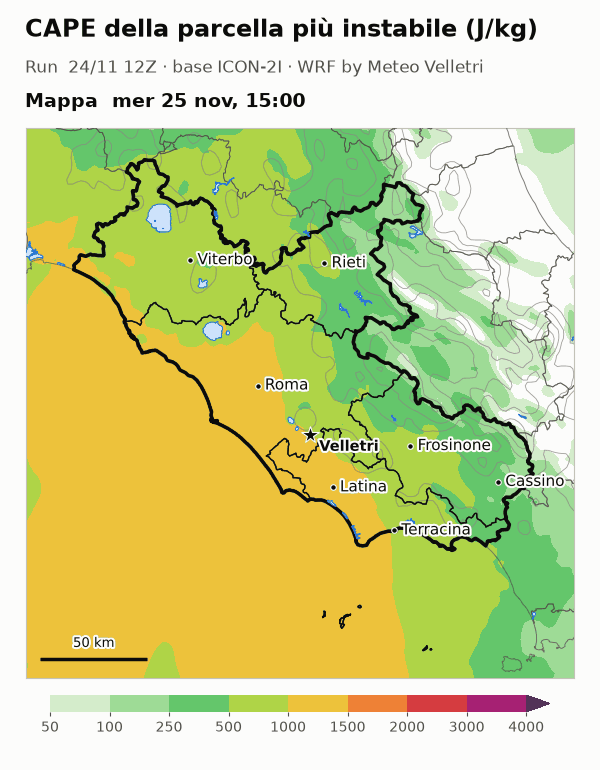 CAPE della parcella più instabile (J/kg)
Run 24/11 12Z · base ICON-2I · WRF by Meteo Velletri
Mappa mer 25 nov, 15:00
Viterbo
Rieti
Roma
Velletri
Frosinone
Cassino
Latina
Terracina
50 km
50 100 250 500 1000 1500 2000 3000 4000